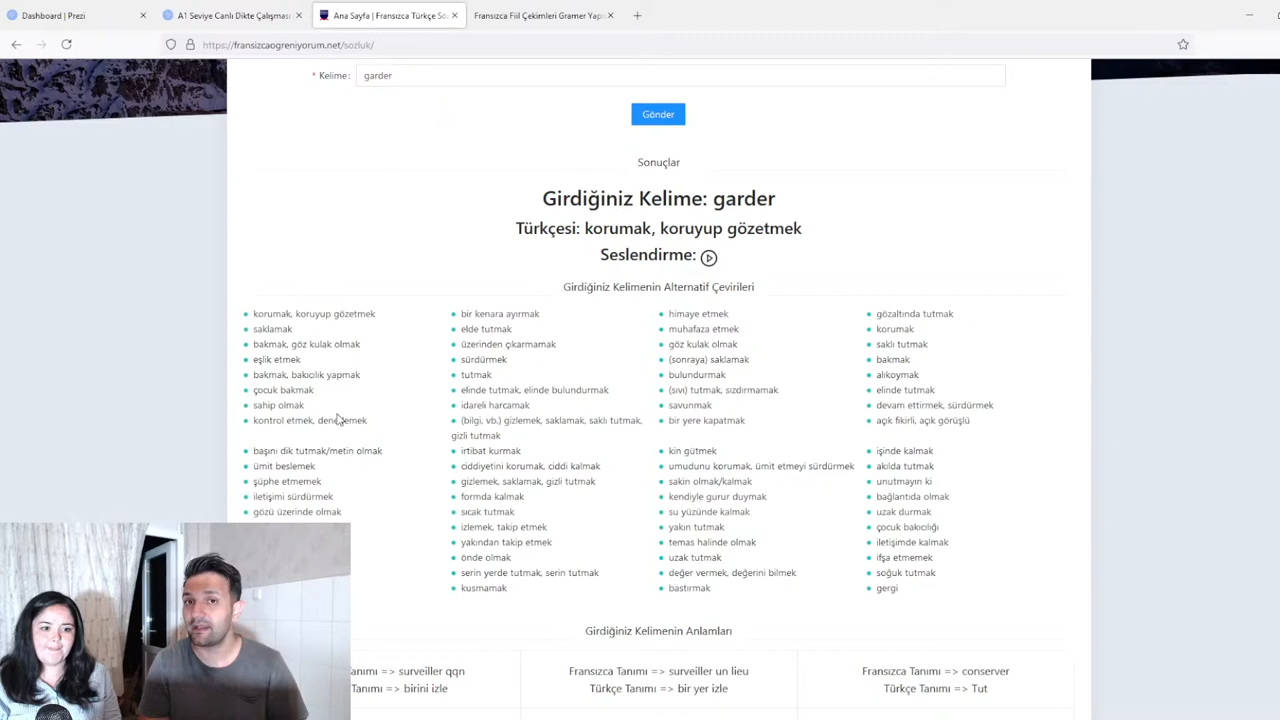 Dashboard | Prezi
A1 Seviye Canlı Dikte Çalışması
Ana Sayfa | Fransızca Türkçe Sö
Fransızca Fiil Çekimleri Gramer Yapı
https://fransizcaogreniyorum.net/sozluk/
* Kelime: garder
Gönder
Sonuçlar
Girdiğiniz Kelime: garder
Türkçesi: korumak, koruyup gözetmek
Seslendirme:
Girdiğiniz Kelimenin Alternatif Çevirileri
korumak, koruyup gözetmek
bir kenara ayırmak
himaye etmek
gözaltında tutmak
saklamak
elde tutmak
muhafaza etmek
korumak
bakmak, göz kulak olmak
üzerinden çıkarmamak
göz kulak olmak
saklı tutmak
eşlik etmek
sürdürmek
(sonraya) saklamak
bakmak
bakmak, bakıcılık yapmak
tutmak
bulundurmak
alıkoymak
çocuk bakmak
elinde tutmak, elinde bulundurmak
(sıvı) tutmak, sızdırmamak
elinde tutmak
sahip olmak
idareli harcamak
savunmak
devam ettirmek, sürdürmek
kontrol etmek, denetlemek
(bilgi, vb.) gizlemek, saklamak, saklı tutmak,
gizli tutmak
bir yere kapatmak
açık fikirli, açık görüşlü
başını dik tutmak/metin olmak
irtibat kurmak
kin gütmek
işinde kalmak
ümit beslemek
ciddiyetini korumak, ciddi kalmak
umudunu korumak, ümit etmeyi sürdürmek
akılda tutmak
şüphe etmemek
gizlemek, saklamak, gizli tutmak
sakin olmak/kalmak
unutmayın ki
iletişimi sürdürmek
formda kalmak
kendiyle gurur duymak
bağlantıda olmak
gözü üzerinde olmak
sıcak tutmak
su yüzünde kalmak
uzak durmak
izlemek, takip etmek
yakın tutmak
çocuk bakıcılığı
yakından takip etmek
temas halinde olmak
iletişimde kalmak
önde olmak
uzak tutmak
ifşa etmemek
serin yerde tutmak, serin tutmak
değer vermek, değerini bilmek
soğuk tutmak
kusmamak
bastırmak
gergi
Girdiğiniz Kelimenin Anlamları
anımı => surveiller qqn
Fransızca Tanımı => surveiller un lieu
Fransızca Tanımı => conserver
Tanımı => birini izle
Türkçe Tanımı => bir yer izle
Türkçe Tanımı => Tut